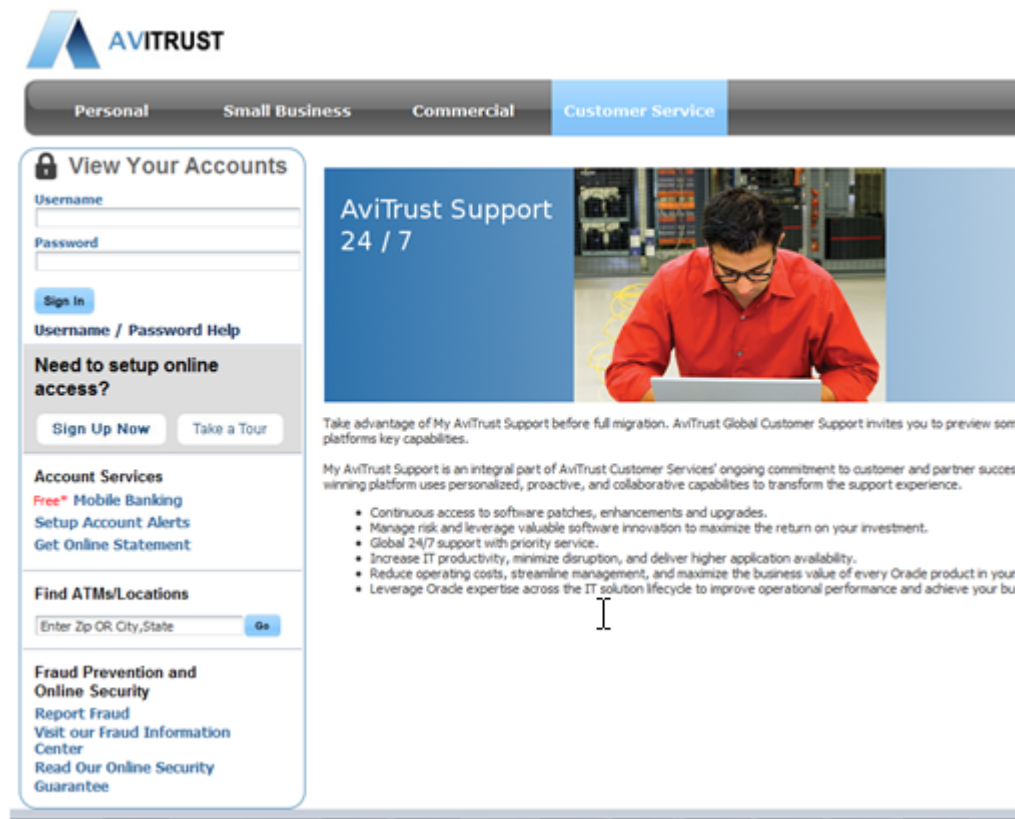 AVITRUST
Personal Small Business Commercial Customer Service
View Your Accounts
Username
Password
Sign In
Username / Password Help
Need to setup online
access?
Sign Up Now Take a Tour
Account Services
Free* Mobile Banking
Setup Account Alerts
Get Online Statement
Find ATMs/Locations
Enter Zip OR City,State Go
Fraud Prevention and
Online Security
Report Fraud
Visit our Fraud Information
Center
Read Our Online Security
Guarantee
AviTrust Support
24 / 7
Take advantage of My AviTrust Support before full migration. AviTrust Global Customer Support invites you to preview som
platforms key capabilities.
My AviTrust Support is an integral part of AviTrust Customer Services' ongoing commitment to customer and partner succes
winning platform uses personalized, proactive, and collaborative capabilities to transform the support experience.
• Continuous access to software patches, enhancements and upgrades.
• Manage risk and leverage valuable software innovation to maximize the return on your investment.
• Global 24/7 support with priority service.
• Increase IT productivity, minimize disruption, and deliver higher application availability.
• Reduce operating costs, streamline management, and maximize the business value of every Oracle product in your
• Leverage Oracle expertise across the IT solution lifecycle to improve operational performance and achieve your bu